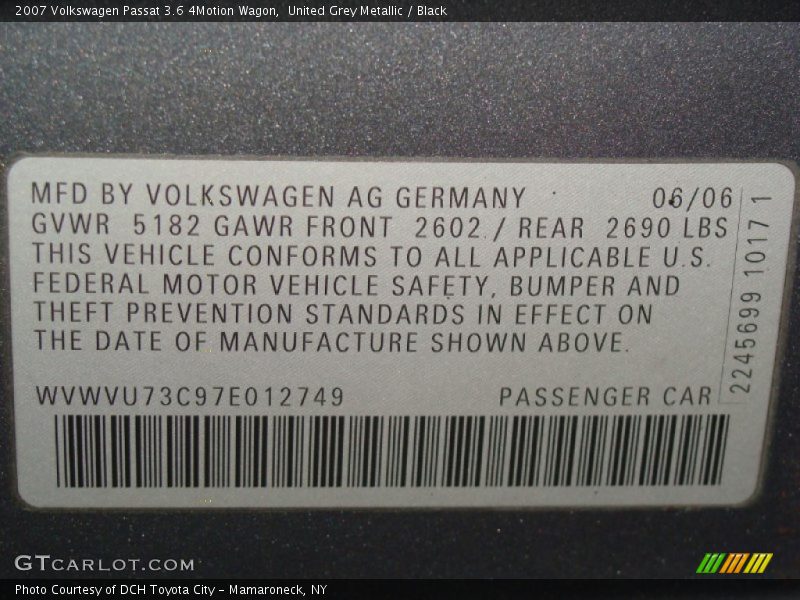 2007 Volkswagen Passat 3.6 4Motion Wagon,  United Grey Metallic / Black
MFD BY VOLKSWAGEN AG GERMANY 06/06
GVWR 5182 GAWR FRONT 2602 / REAR 2690 LBS
THIS VEHICLE CONFORMS TO ALL APPLICABLE U.S.
FEDERAL MOTOR VEHICLE SAFETY, BUMPER AND
THEFT PREVENTION STANDARDS IN EFFECT ON
THE DATE OF MANUFACTURE SHOWN ABOVE.
WVWVU73C97E012749 PASSENGER CAR
2245699 10171
GTCARLOT.COM
Photo Courtesy of DCH Toyota City - Mamaroneck, NY